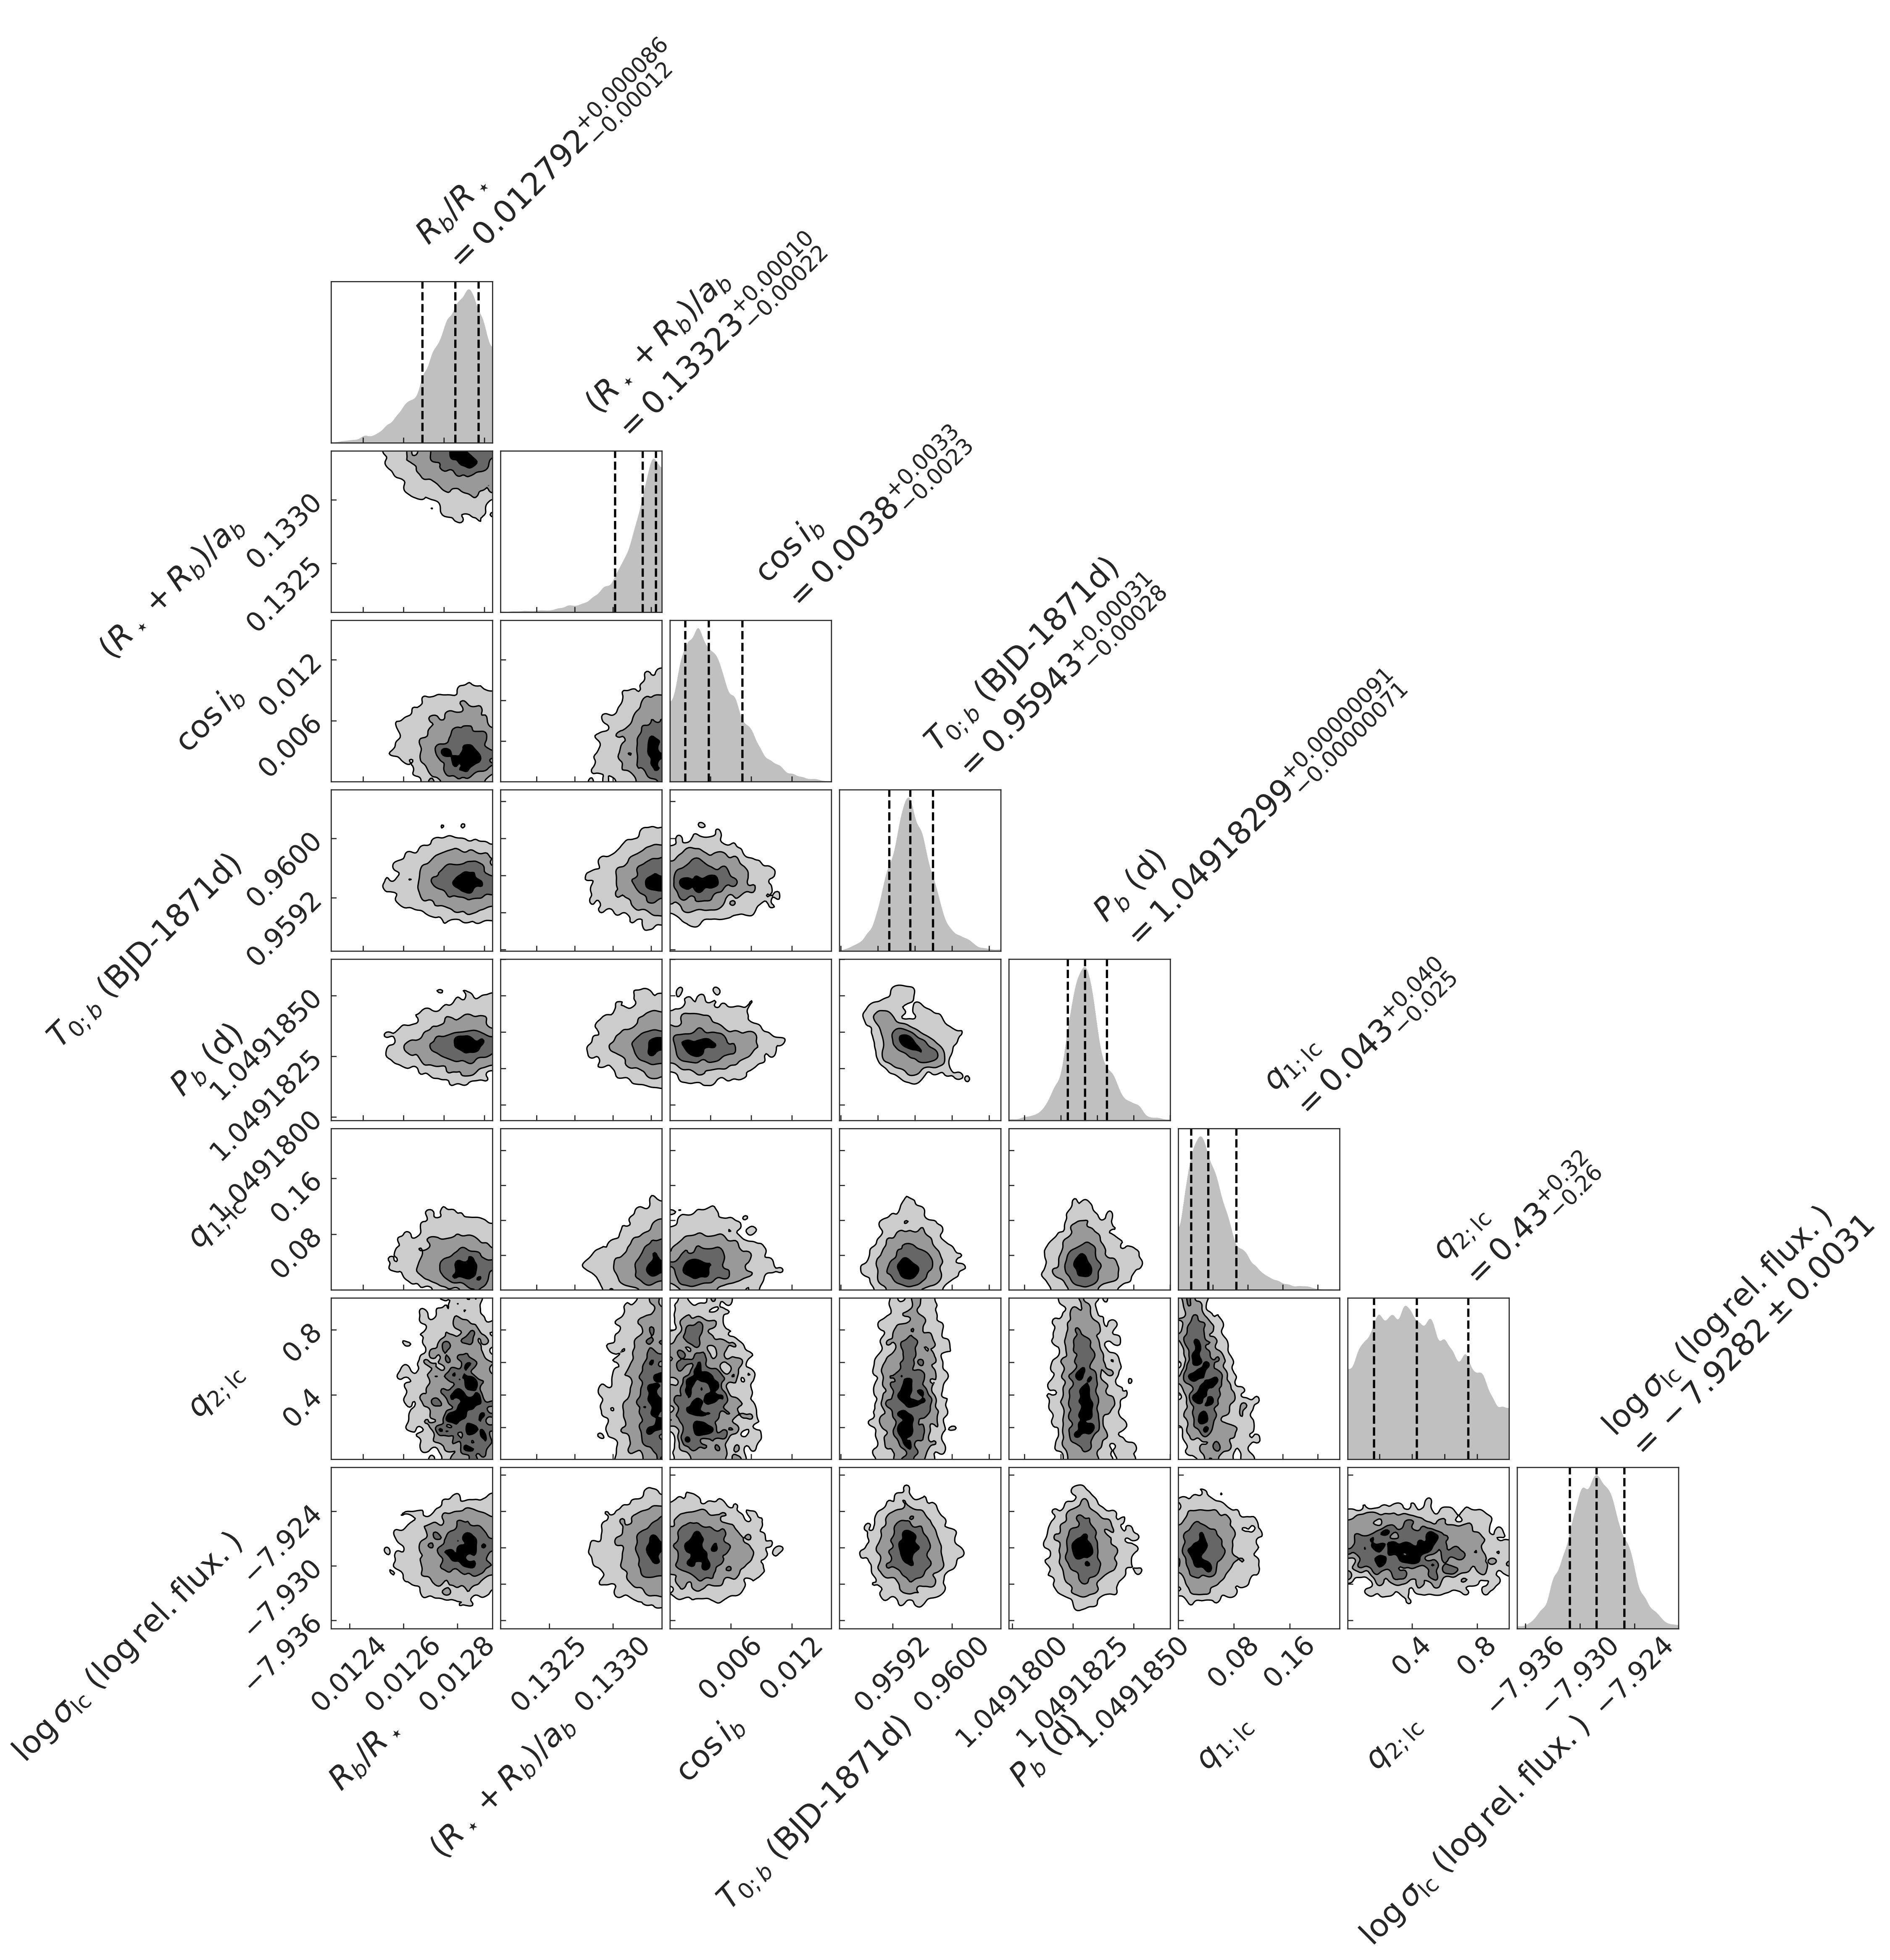 R_b/R_⋆
= 0.012792^{+0.000086}_{−0.00012}
(R_⋆ + R_b)/a_b
= 0.13323^{+0.00010}_{−0.00022}
cos i_b
= 0.0038^{+0.0033}_{−0.0023}
T_{0;b} (BJD-1871d)
= 0.95943^{+0.00031}_{−0.00028}
P_b (d)
= 1.04918299^{+0.00000091}_{−0.00000071}
q_{1;lc}
= 0.043^{+0.040}_{−0.025}
q_{2;lc}
= 0.43^{+0.32}_{−0.26}
log σ_lc (log rel. flux.)
= −7.9282 ± 0.0031
(R_⋆ + R_b)/a_b
0.1330
0.1325
cos i_b
0.012
0.006
T_{0;b} (BJD-1871d)
0.9600
0.9592
P_b (d)
1.0491850
1.0491825
1.0491800
q_{1;lc}
0.16
0.08
q_{2;lc}
0.8
0.4
log σ_lc (log rel. flux.)
−7.924
−7.930
−7.936
0.0124
0.0126
0.0128
R_b/R_⋆
0.1325
0.1330
(R_⋆ + R_b)/a_b
0.006
0.012
cos i_b
0.9592
0.9600
T_{0;b} (BJD-1871d)
1.0491800
1.0491825
1.0491850
P_b (d)
0.08
0.16
q_{1;lc}
0.4
0.8
q_{2;lc}
−7.936
−7.930
−7.924
log σ_lc (log rel. flux.)